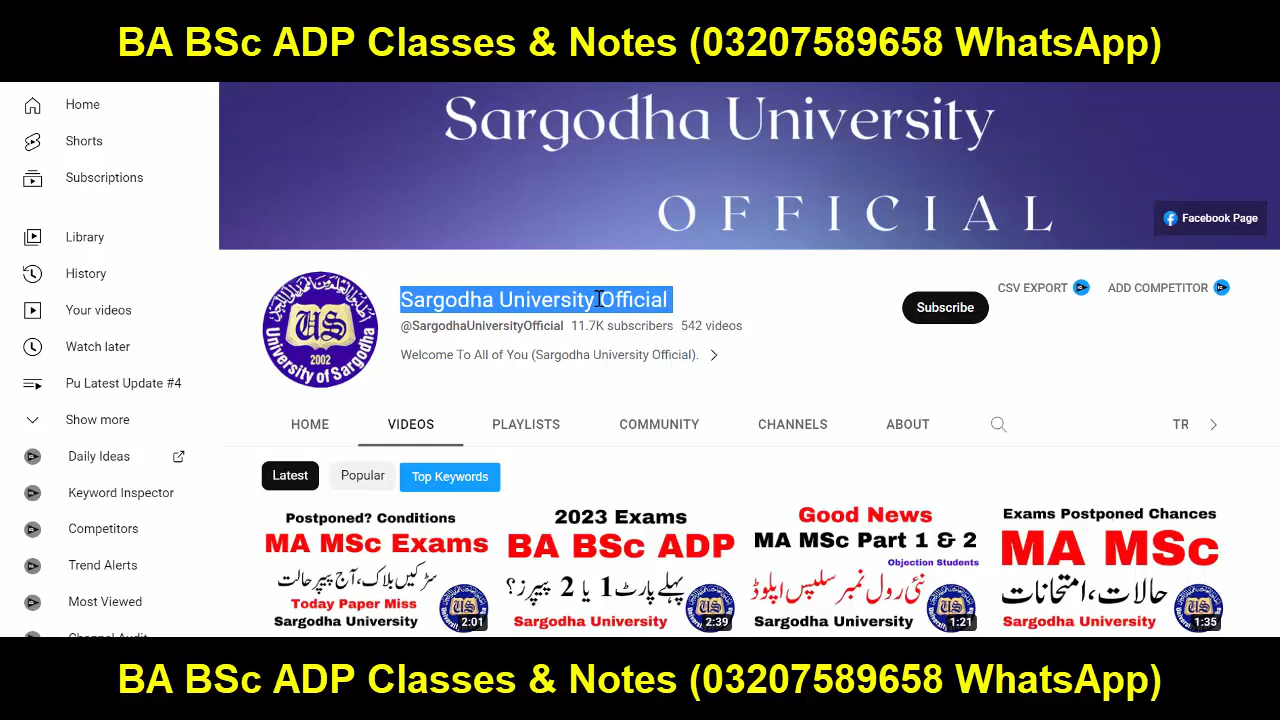 BA BSc ADP Classes & Notes (03207589658 WhatsApp)
Home
Shorts
Subscriptions
Library
History
Your videos
Watch later
Pu Latest Update #4
Show more
Daily Ideas
Keyword Inspector
Competitors
Trend Alerts
Most Viewed
Channel Audit
Sargodha University
OFFICIAL
Facebook Page
US
2002
University of Sargodha
Sargodha University Official
@SargodhaUniversityOfficial 11.7K subscribers 542 videos
Welcome To All of You (Sargodha University Official).
Subscribe
CSV EXPORT
ADD COMPETITOR
HOME VIDEOS PLAYLISTS COMMUNITY CHANNELS ABOUT TR
Latest Popular Top Keywords
Postponed? Conditions
MA MSc Exams
سڑکیں بلاک، آج پیپر حالت
Today Paper Miss
Sargodha University
2:01
2023 Exams
BA BSc ADP
پہلے پارٹ 1 یا 2 پیپرز؟
Sargodha University
2:39
Good News
MA MSc Part 1 & 2
Objection Students
نئی رول نمبر سلپس اپلوڈ
Sargodha University
1:21
Exams Postponed Chances
MA MSc
حالات، امتحانات
Sargodha University
1:35
BA BSc ADP Classes & Notes (03207589658 WhatsApp)